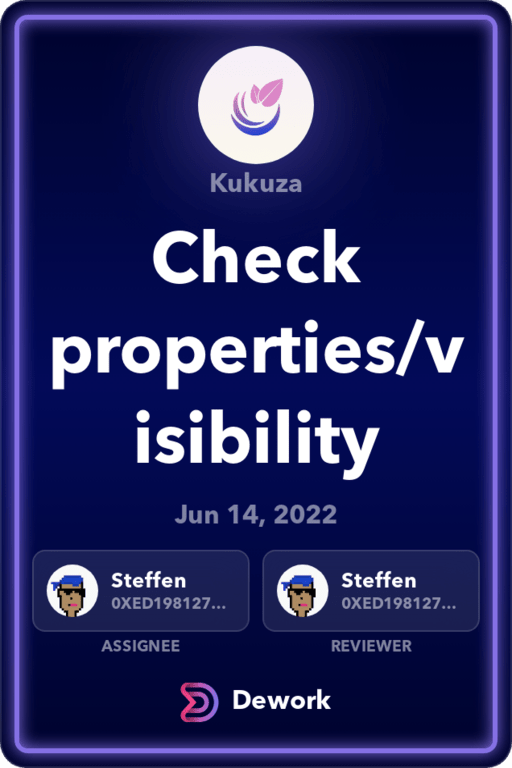 Kukuza
Check
properties/v
isibility
Jun 14, 2022
Steffen
0XED198127...
ASSIGNEE
Steffen
0XED198127...
REVIEWER
Dework